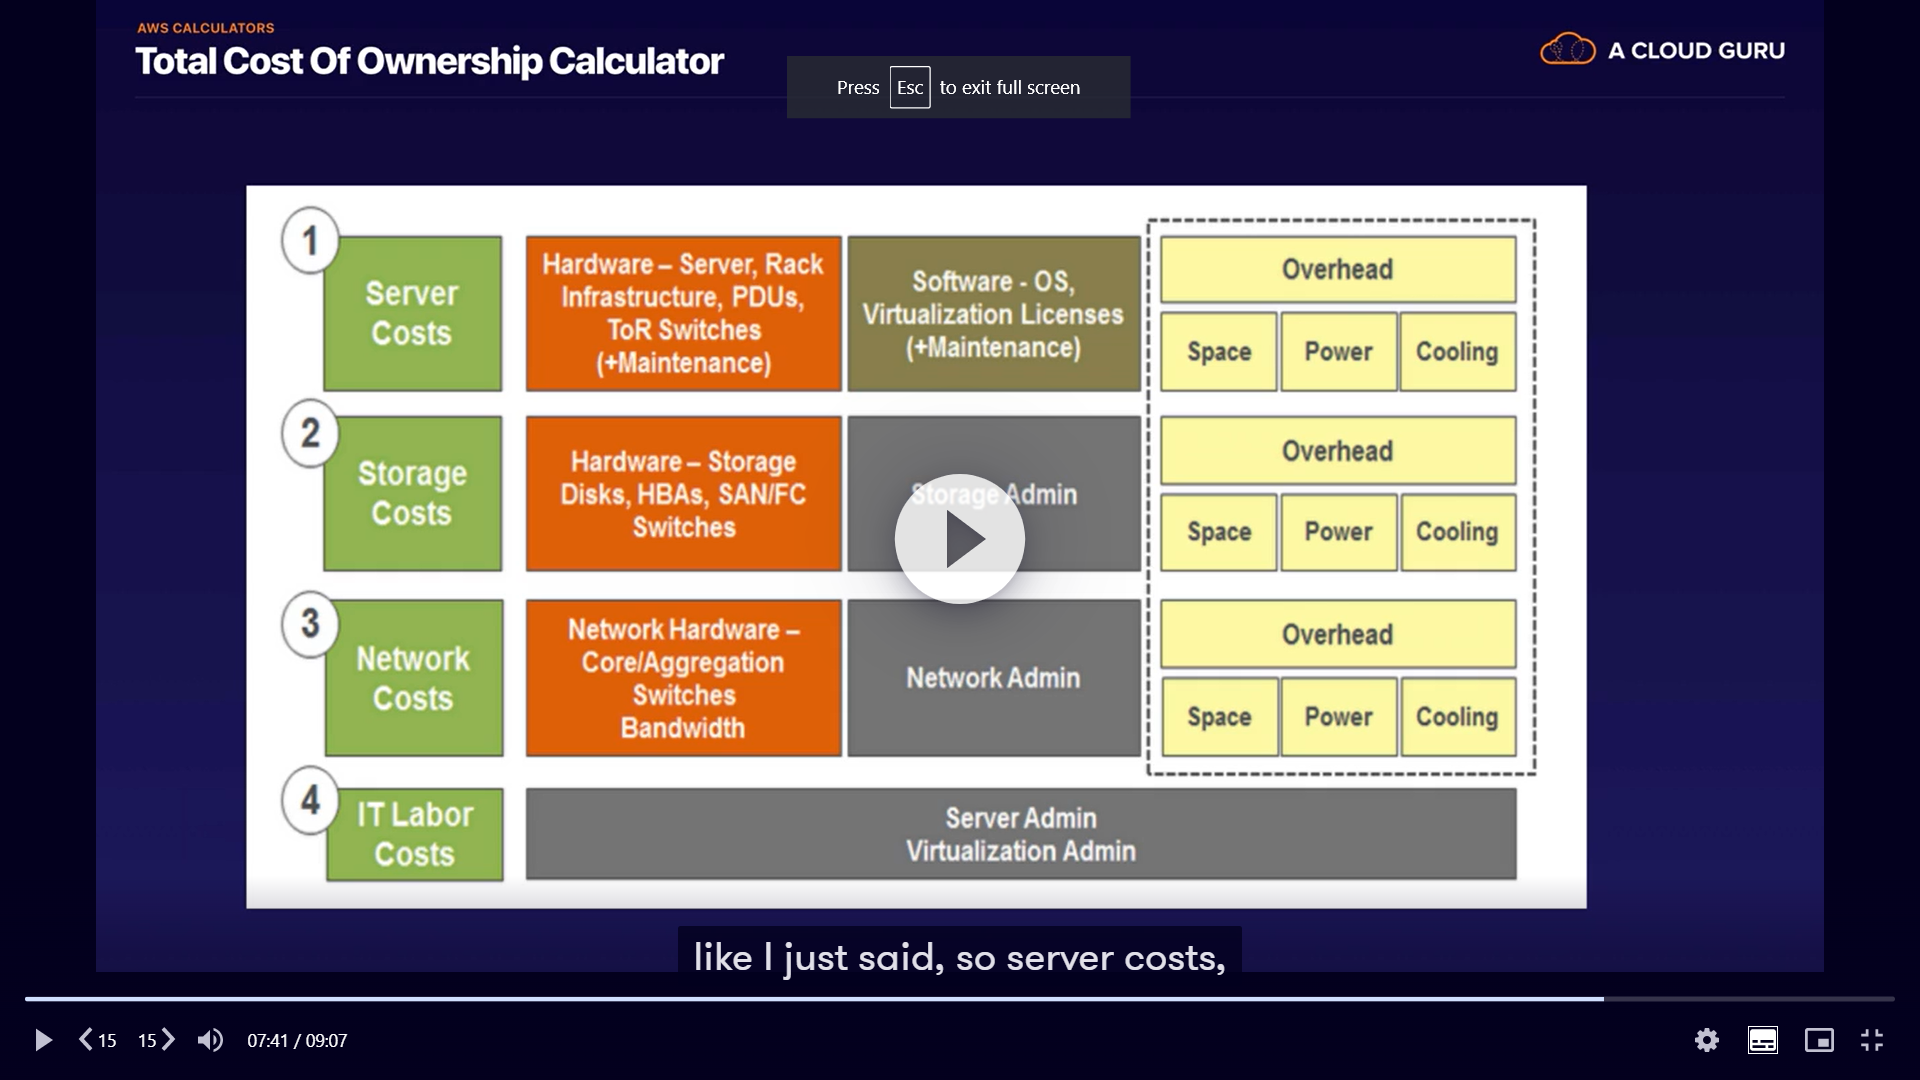 AWS CALCULATORS
Total Cost Of Ownership Calculator
A CLOUD GURU
Press Esc to exit full screen
1
Server
Costs
Hardware – Server, Rack
Infrastructure, PDUs,
ToR Switches
(+Maintenance)
Software - OS,
Virtualization Licenses
(+Maintenance)
Overhead
Space
Power
Cooling
2
Storage
Costs
Hardware – Storage
Disks, HBAs, SAN/FC
Switches
Storage Admin
Overhead
Space
Power
Cooling
3
Network
Costs
Network Hardware –
Core/Aggregation
Switches
Bandwidth
Network Admin
Overhead
Space
Power
Cooling
4
IT Labor
Costs
Server Admin
Virtualization Admin
like I just said, so server costs,
15
15
07:41 / 09:07